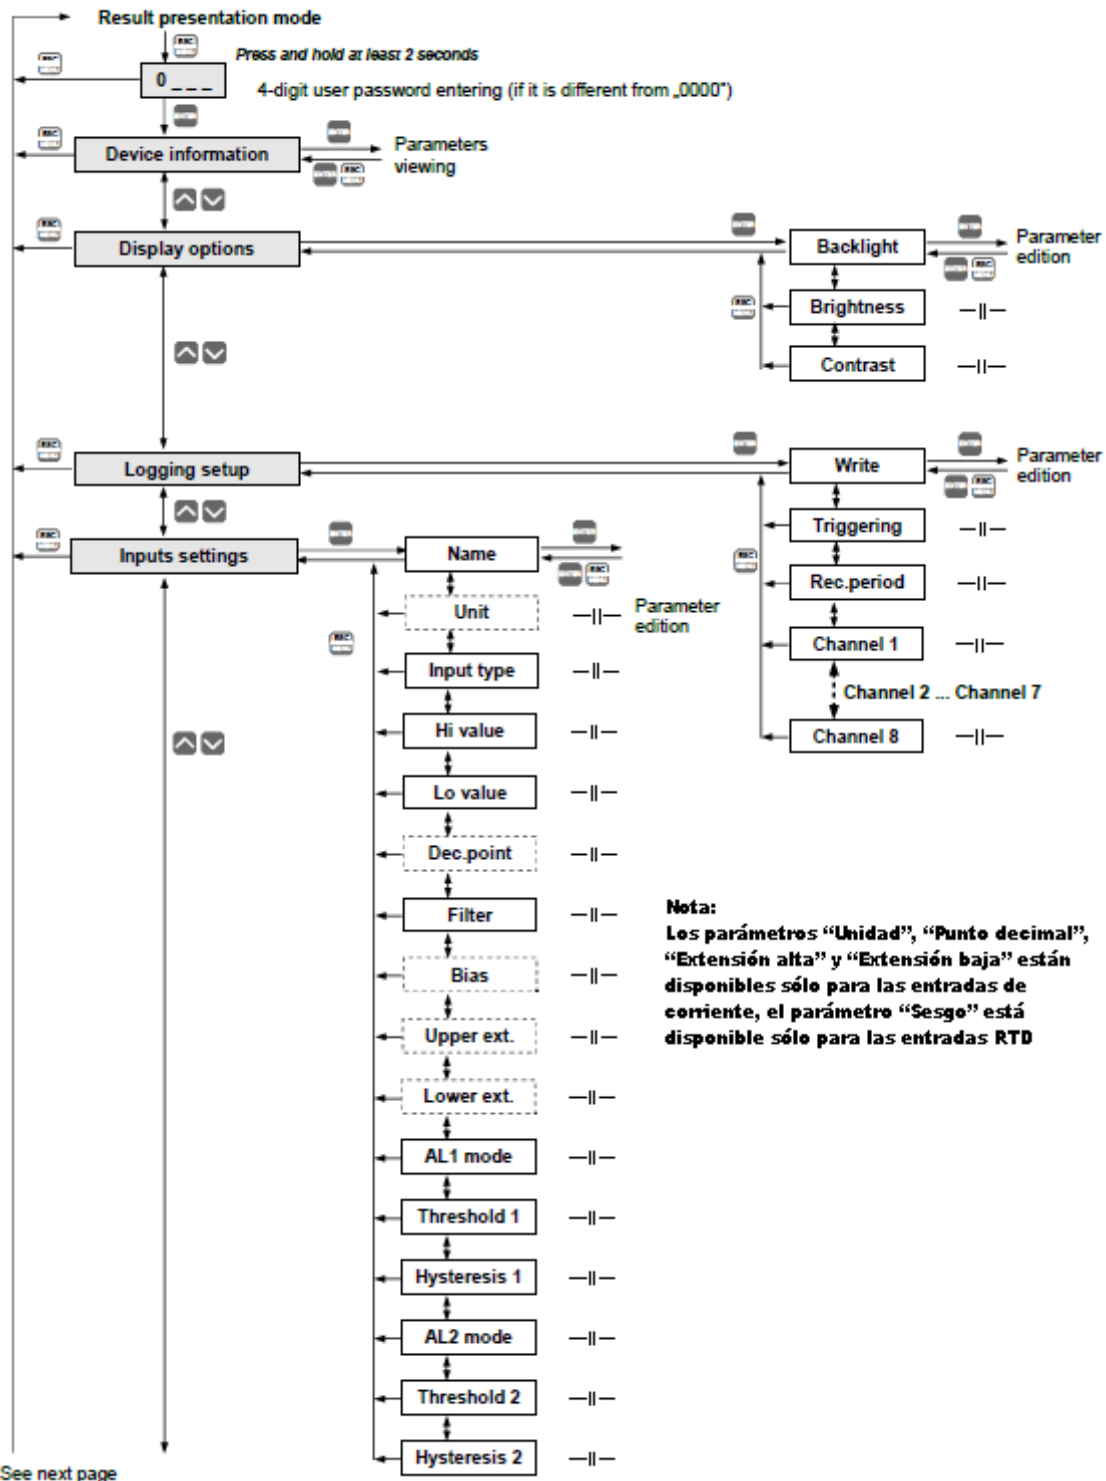 Result presentation mode
Press and hold at least 2 seconds
0 _ _ _
4-digit user password entering (if it is different from „0000”)
Device information
Parameters
viewing
Display options
Backlight
Parameter
edition
Brightness
—||—
Contrast
—||—
Logging setup
Write
Parameter
edition
Triggering
—||—
Inputs settings
Name
Rec.period
—||—
Unit
—||—
Parameter
edition
Channel 1
—||—
Input type
—||—
Channel 2 ... Channel 7
Hi value
—||—
Channel 8
—||—
Lo value
—||—
Dec.point
—||—
Filter
—||—
Bias
—||—
Upper ext.
—||—
Lower ext.
—||—
AL1 mode
—||—
Threshold 1
—||—
Hysteresis 1
—||—
AL2 mode
—||—
Threshold 2
—||—
Hysteresis 2
—||—
Nota:
Los parámetros “Unidad”, “Punto decimal”,
“Extensión alta” y “Extensión baja” están
disponibles sólo para las entradas de
corriente, el parámetro “Sesgo” está
disponible sólo para las entradas RTD
See next page